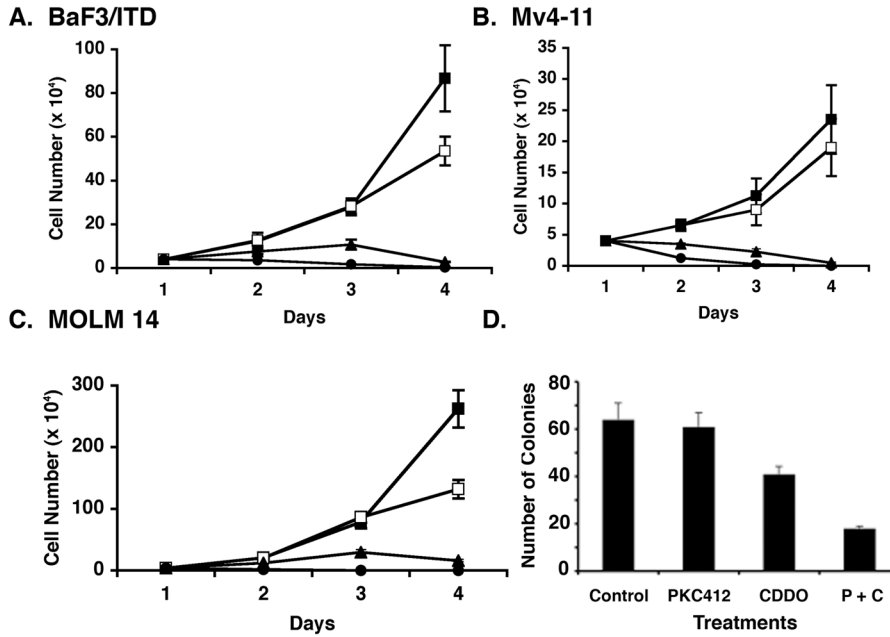 A. BaF3/ITD
Cell Number (x 10⁴)
100
80
60
40
20
0
1 2 3 4
Days
B. Mv4-11
Cell Number (x 10⁴)
35
30
25
20
15
10
5
0
1 2 3 4
Days
C. MOLM 14
Cell Number (x 10⁴)
300
200
100
0
1 2 3 4
Days
D.
Number of Colonies
80
60
40
20
0
Control PKC412 CDDO P + C
Treatments